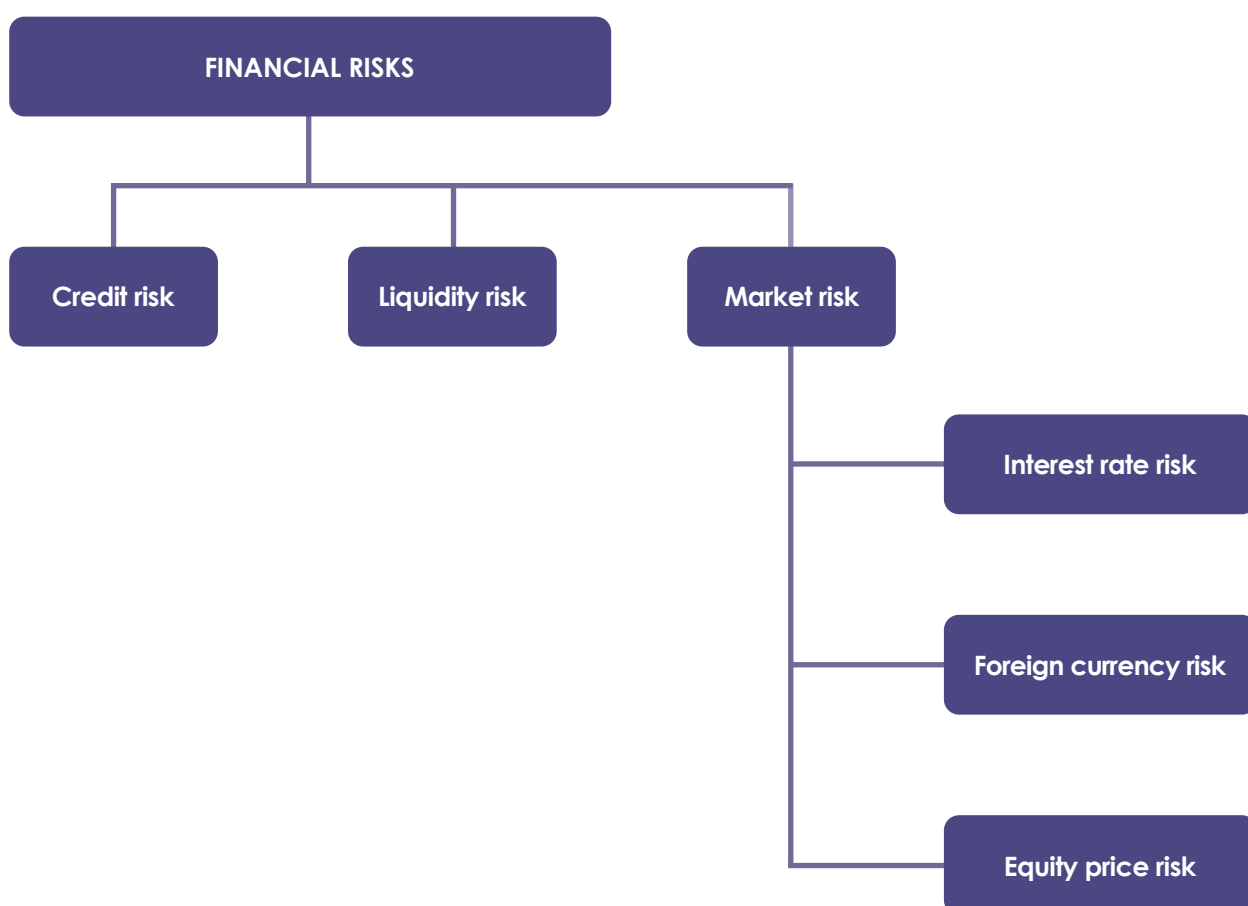 FINANCIAL RISKS
Credit risk
Liquidity risk
Market risk
Interest rate risk
Foreign currency risk
Equity price risk